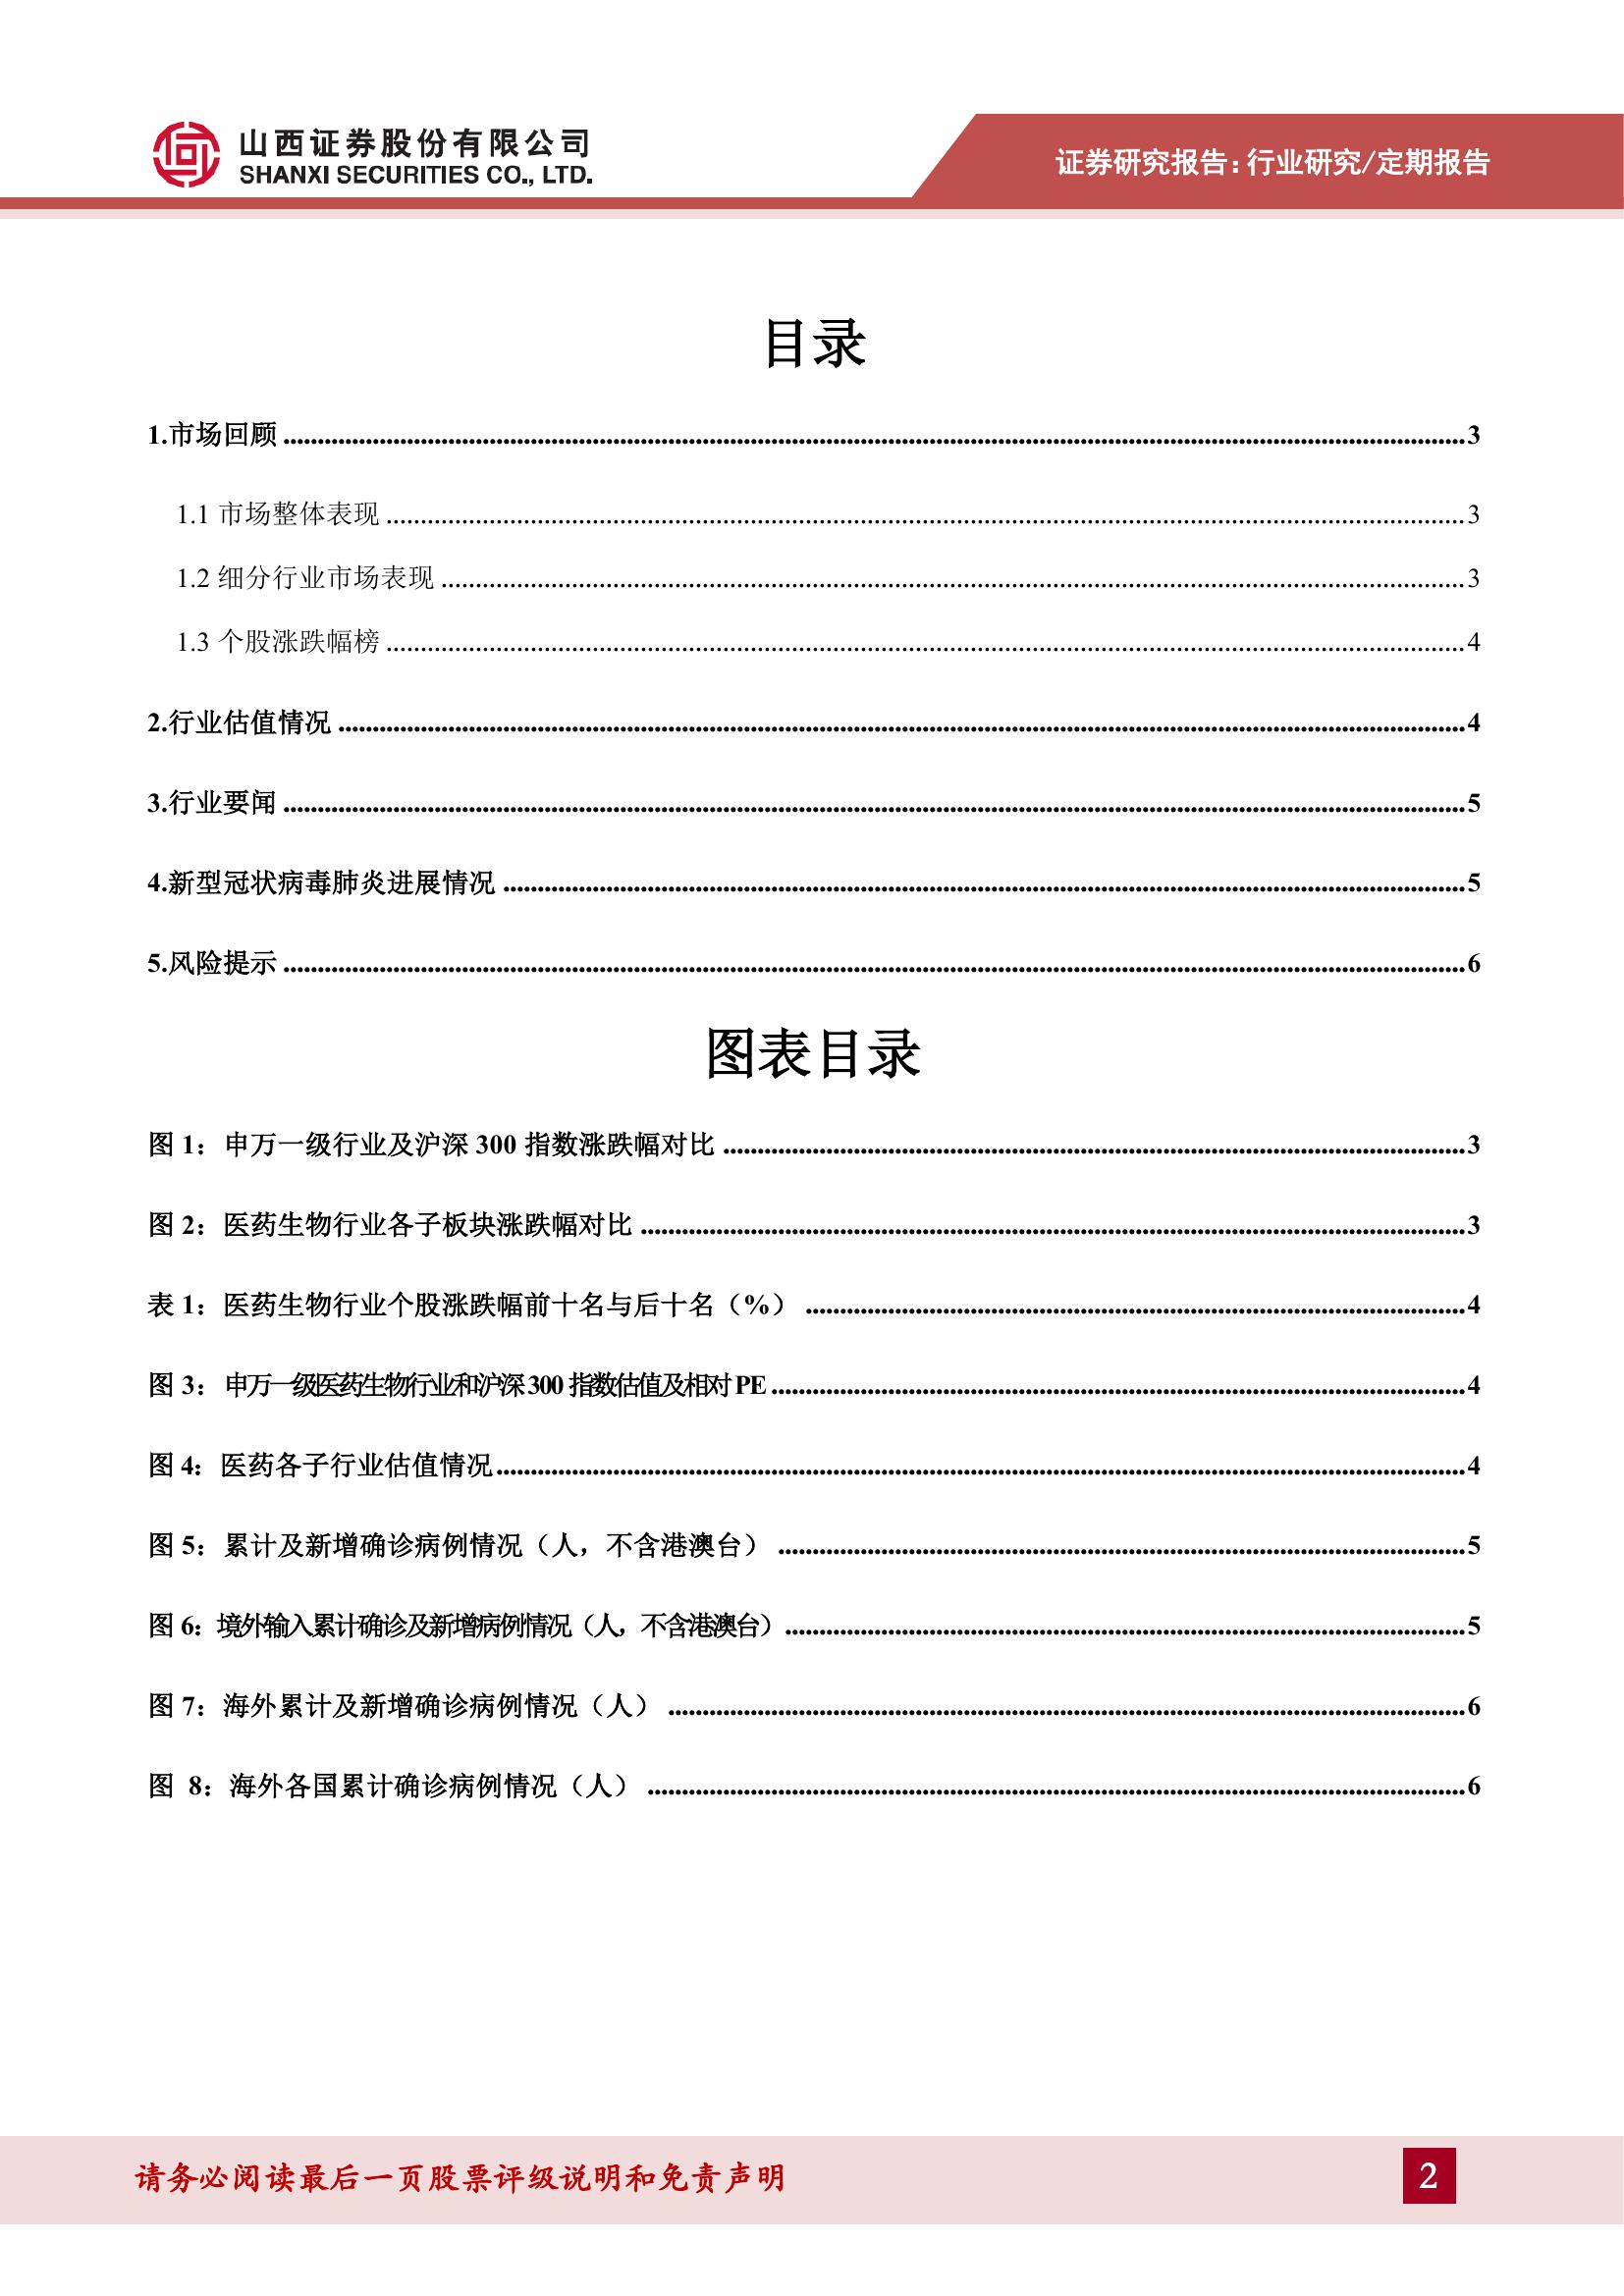 山西证券股份有限公司
SHANXI SECURITIES CO., LTD.
证券研究报告：行业研究/定期报告
目录
1.市场回顾 3
1.1 市场整体表现 3
1.2 细分行业市场表现 3
1.3 个股涨跌幅榜 4
2.行业估值情况 4
3.行业要闻 5
4.新型冠状病毒肺炎进展情况 5
5.风险提示 6
图表目录
图 1：申万一级行业及沪深 300 指数涨跌幅对比 3
图 2：医药生物行业各子板块涨跌幅对比 3
表 1：医药生物行业个股涨跌幅前十名与后十名（%） 4
图 3：申万一级医药生物行业和沪深 300 指数估值及相对 PE 4
图 4：医药各子行业估值情况 4
图 5：累计及新增确诊病例情况（人，不含港澳台） 5
图 6：境外输入累计确诊及新增病例情况（人，不含港澳台） 5
图 7：海外累计及新增确诊病例情况（人） 6
图 8：海外各国累计确诊病例情况（人） 6
请务必阅读最后一页股票评级说明和免责声明
2